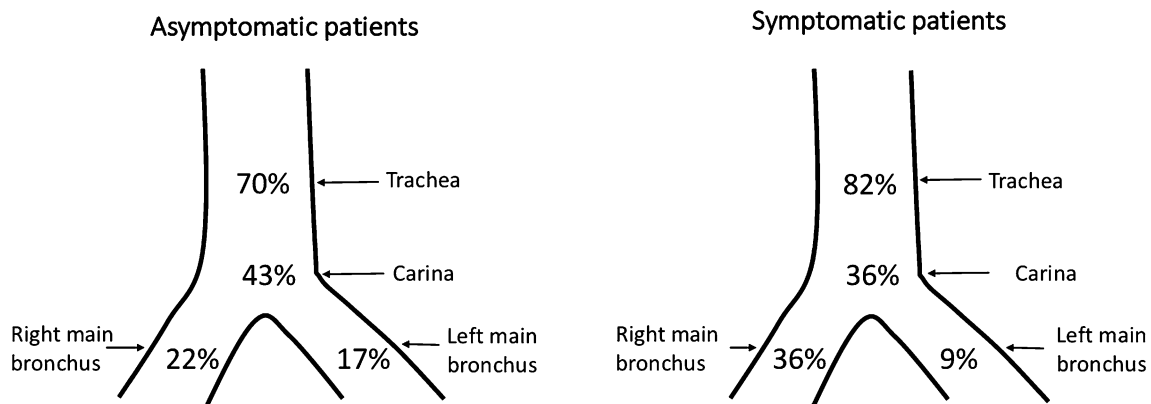 Asymptomatic patients
70%
Trachea
43%
Carina
Right main
bronchus
22%
17%
Left main
bronchus
Symptomatic patients
82%
Trachea
36%
Carina
Right main
bronchus
36%
9%
Left main
bronchus